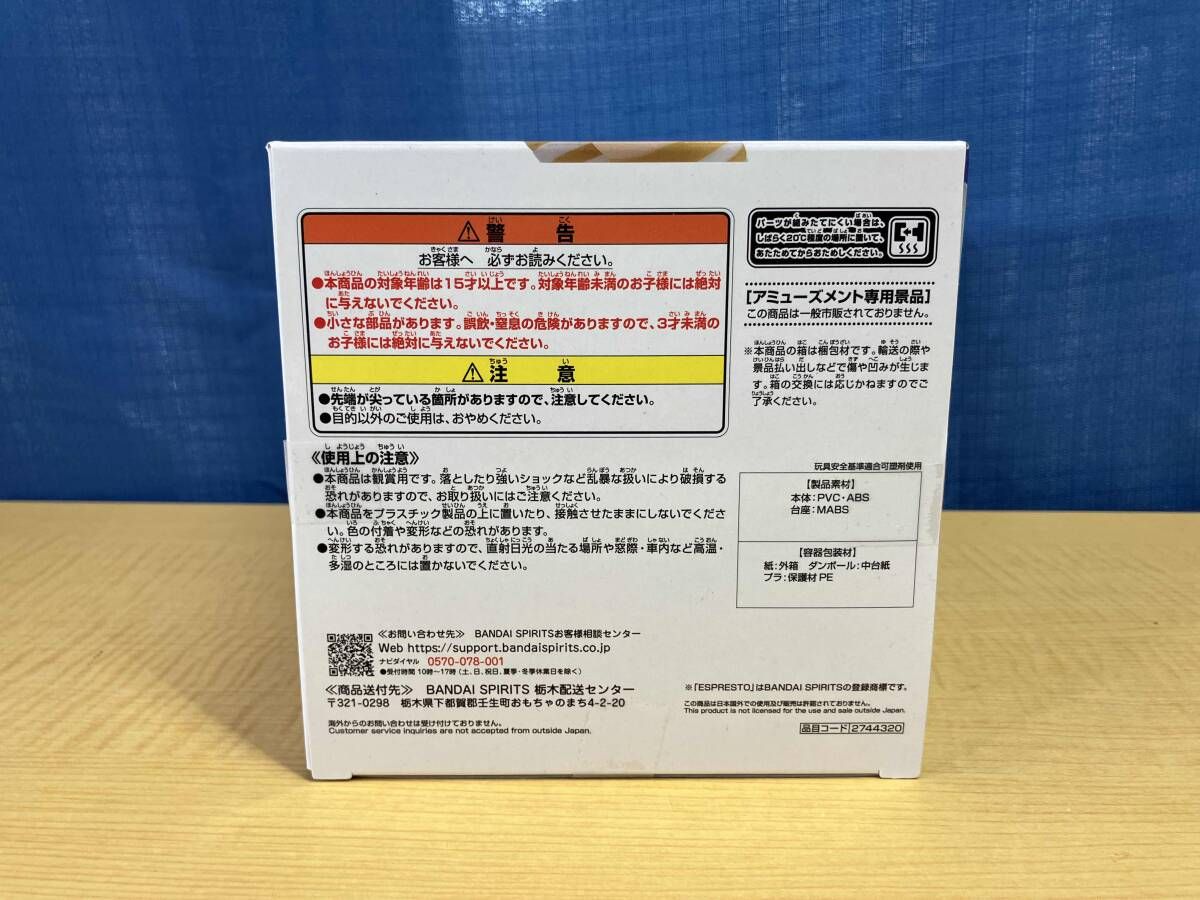 ⚠警告
お客様へ 必ずお読みください。
●本商品の対象年齢は15才以上です。対象年齢未満のお子様には絶対
に与えないでください。
●小さな部品があります。誤飲・窒息の危険がありますので、3才未満の
お子様には絶対に与えないでください。
⚠注意
●先端が尖っている箇所がありますので、注意してください。
●目的以外のご使用は、おやめください。
《使用上の注意》
●本商品は観賞用です。落としたり強いショックなど乱暴な扱いにより破損する
恐れがありますので、お取り扱いにはご注意ください。
●本商品をプラスチック製品の上に置いたり、接触させたままにしないでくださ
い。色の付着や変形などの恐れがあります。
●変形する恐れがありますので、直射日光の当たる場所や窓際・車内など高温・
多湿のところには置かないでください。
≪お問い合わせ先≫ BANDAI SPIRITSお客様相談センター
Web https://support.bandaispirits.co.jp
ナビダイヤル 0570-078-001
●受付時間 10時~17時 (土、日、祝日、夏季・冬季休業日を除く)
≪商品送付先≫ BANDAI SPIRITS 栃木配送センター
〒321-0298 栃木県下都賀郡壬生町おもちゃのまち4-2-20
海外からのお問い合わせは受け付けておりません。
Customer service inquiries are not accepted from outside Japan.
パーツが組みたてにくい場合は、
しばらく20℃程度の場所に置いて、
あたためてからおためしください。
【アミューズメント専用景品】
この商品は一般市販されておりません。
※本商品の箱は梱包材です。輸送の際や
景品払い出しなどで傷や凹みが生じま
す。箱の交換には応じかねますのでご
了承ください。
玩具安全基準適合可塑剤使用
【製品素材】
本体:PVC・ABS
台座:MABS
【容器包装材】
紙:外箱 ダンボール:中台紙
プラ:保護材PE
※「ESPRESTO」はBANDAI SPIRITSの登録商標です。
この商品は日本国外での使用及び販売は許諾されておりません。
This product is not licensed for the use and sale outside Japan.
品目コード 2744320